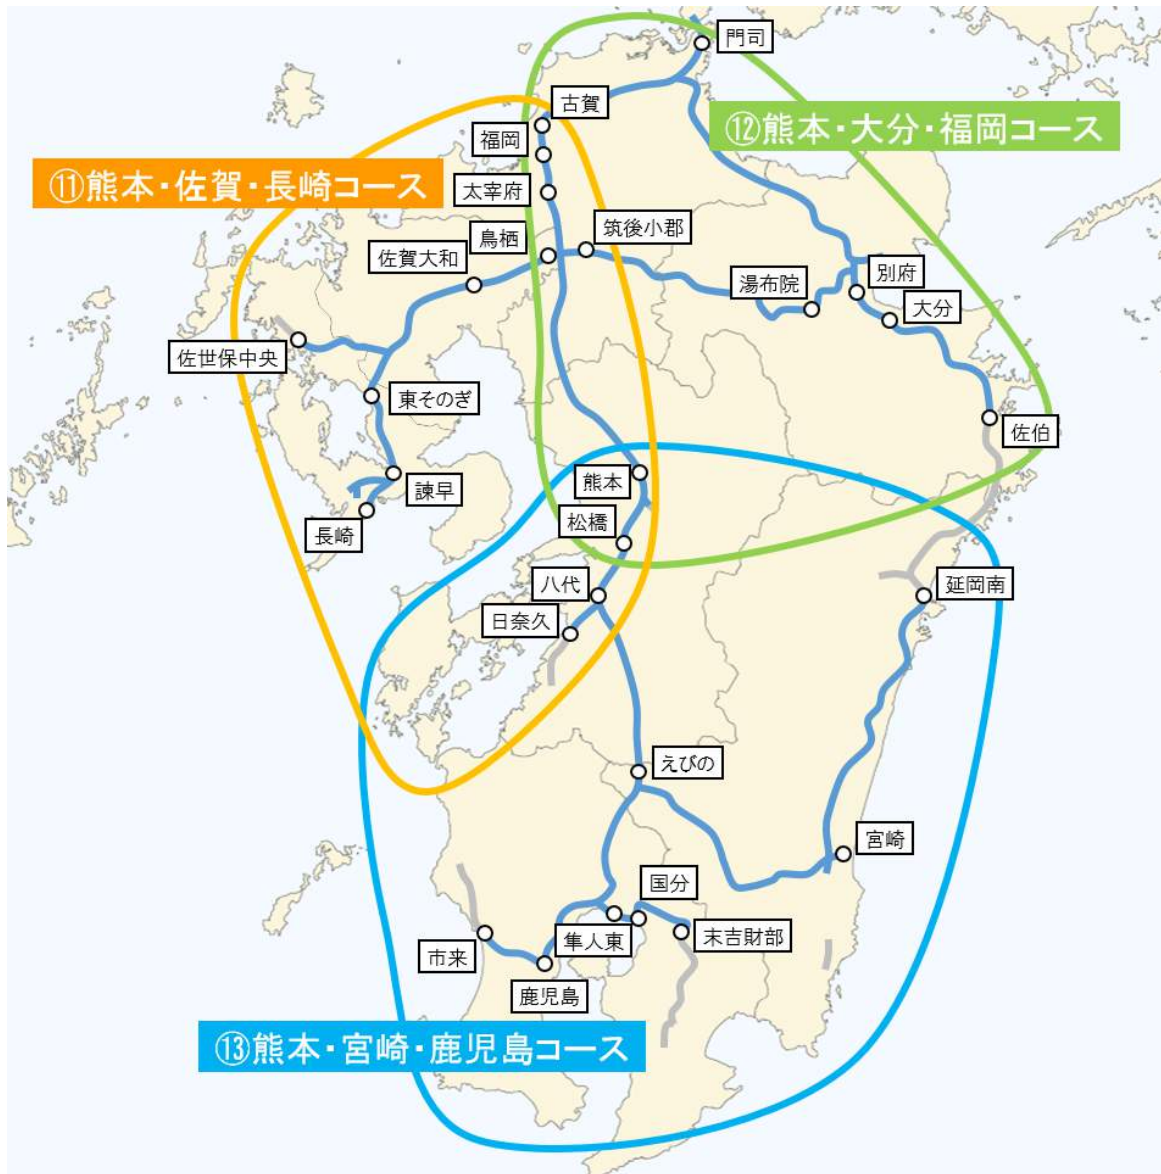 門司
古賀
⑫熊本・大分・福岡コース
福岡
⑪熊本・佐賀・長崎コース
太宰府
鳥栖
筑後小郡
佐賀大和
湯布院
別府
大分
佐世保中央
東そのぎ
佐伯
熊本
諫早
松橋
長崎
八代
延岡南
日奈久
えびの
宮崎
国分
隼人東
末吉財部
市来
鹿児島
⑬熊本・宮崎・鹿児島コース